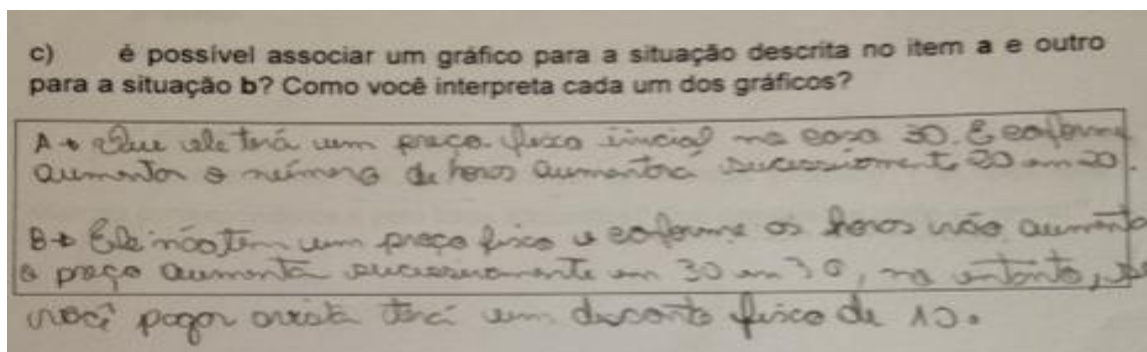 c) é possível associar um gráfico para a situação descrita no item a e outro
para a situação b? Como você interpreta cada um dos gráficos?
A → Que ele terá um preço fixo inicial no caso 30. E conforme
aumentar o número de horas aumentará sucessivamente 20 em 20.
B → Ele não tem um preço fixo e conforme as horas vão aumentando
o preço aumenta sucessivamente em 30 em 30, no entanto, se
você pagar avista terá um desconto fixo de 10.